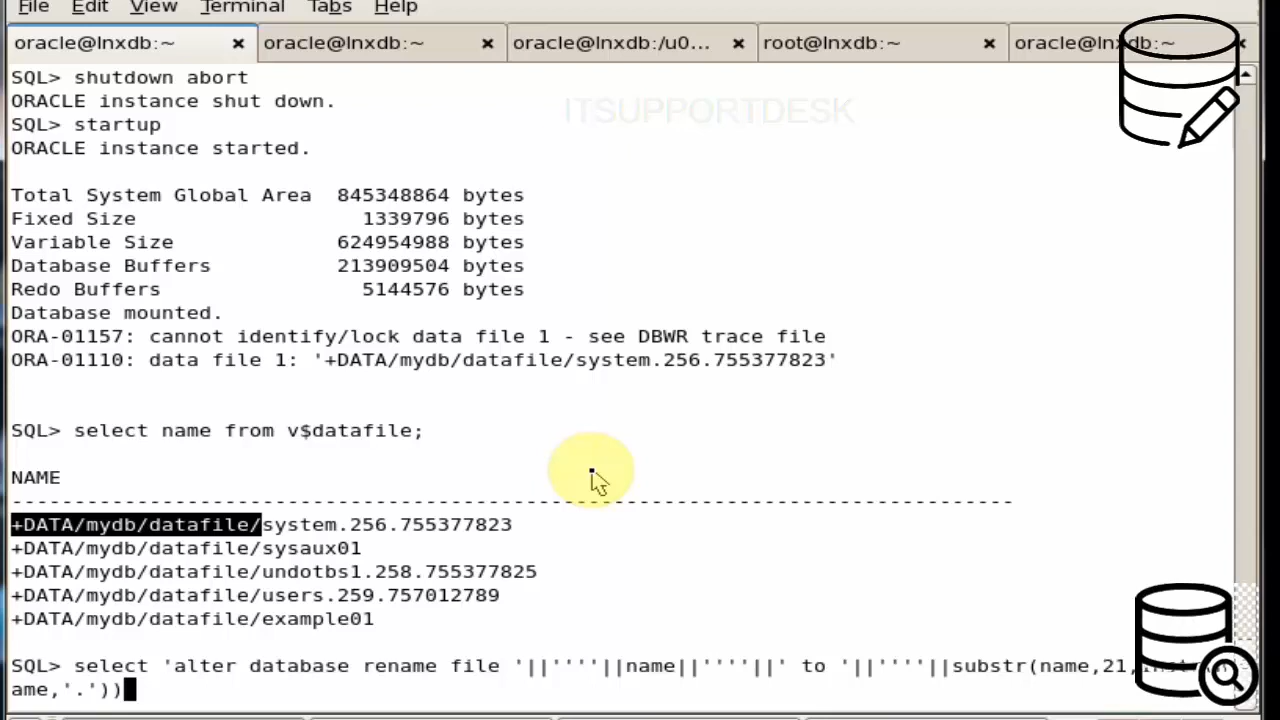 File Edit View Terminal Tabs Help
oracle@lnxdb:~ oracle@lnxdb:~ oracle@lnxdb:/u0... root@lnxdb:~ oracle@lnxdb:~
SQL> shutdown abort
ORACLE instance shut down.
ITSUPPORTDESK
SQL> startup
ORACLE instance started.
Total System Global Area 845348864 bytes
Fixed Size 1339796 bytes
Variable Size 624954988 bytes
Database Buffers 213909504 bytes
Redo Buffers 5144576 bytes
Database mounted.
ORA-01157: cannot identify/lock data file 1 - see DBWR trace file
ORA-01110: data file 1: '+DATA/mydb/datafile/system.256.755377823'
SQL> select name from v$datafile;
NAME
--------------------------------------------------------------------------------
+DATA/mydb/datafile/system.256.755377823
+DATA/mydb/datafile/sysaux01
+DATA/mydb/datafile/undotbs1.258.755377825
+DATA/mydb/datafile/users.259.757012789
+DATA/mydb/datafile/example01
SQL> select 'alter database rename file '||''''||name||''''||' to '||''''||substr(name,21,
ame,'.'))